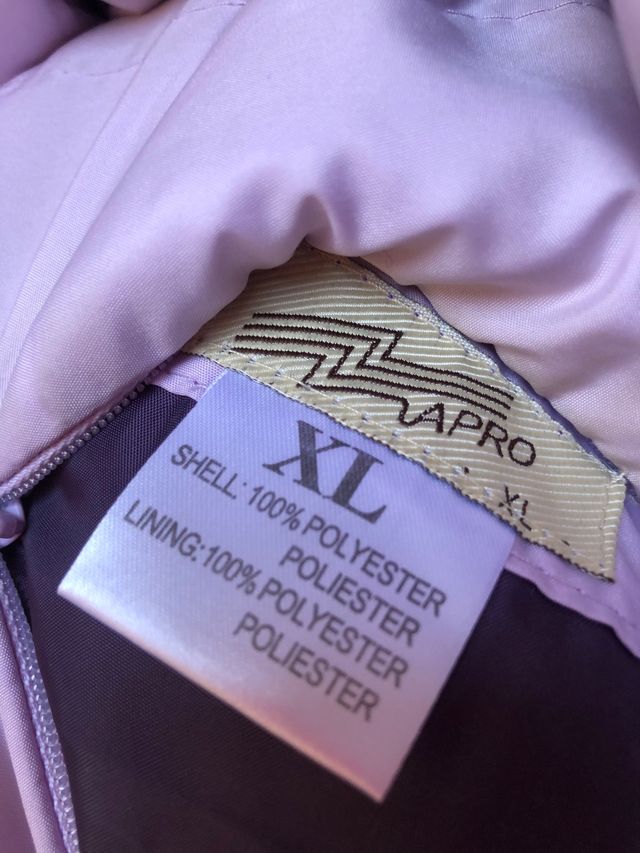 APRO
XL
XL
SHELL: 100% POLYESTER
POLIESTER
LINING:100% POLYESTER
POLIESTER